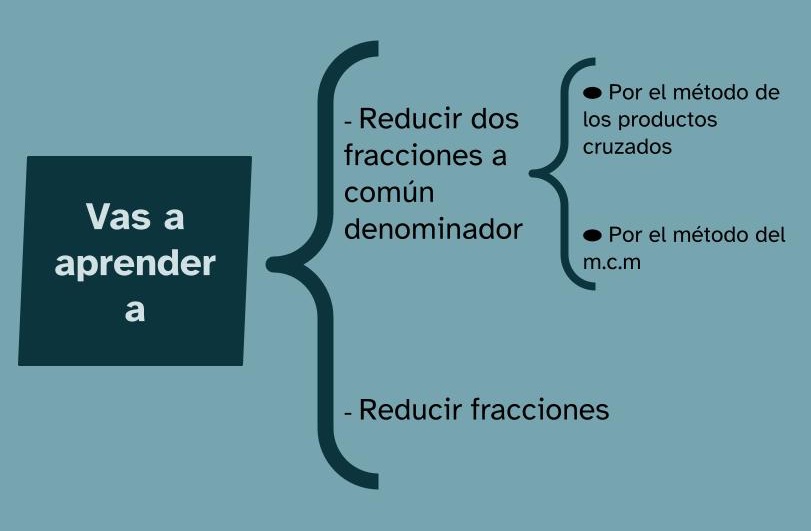 Vas a
aprender
a
- Reducir dos
fracciones a
común
denominador
● Por el método de
los productos
cruzados
● Por el método del
m.c.m
- Reducir fracciones